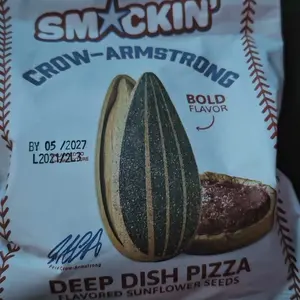 SMACKIN'
CROW-ARMSTRONG
BOLD
FLAVOR
BY 05 /2027
DEEP DISH PIZZA
FLAVORED SUNFLOWER SEEDS